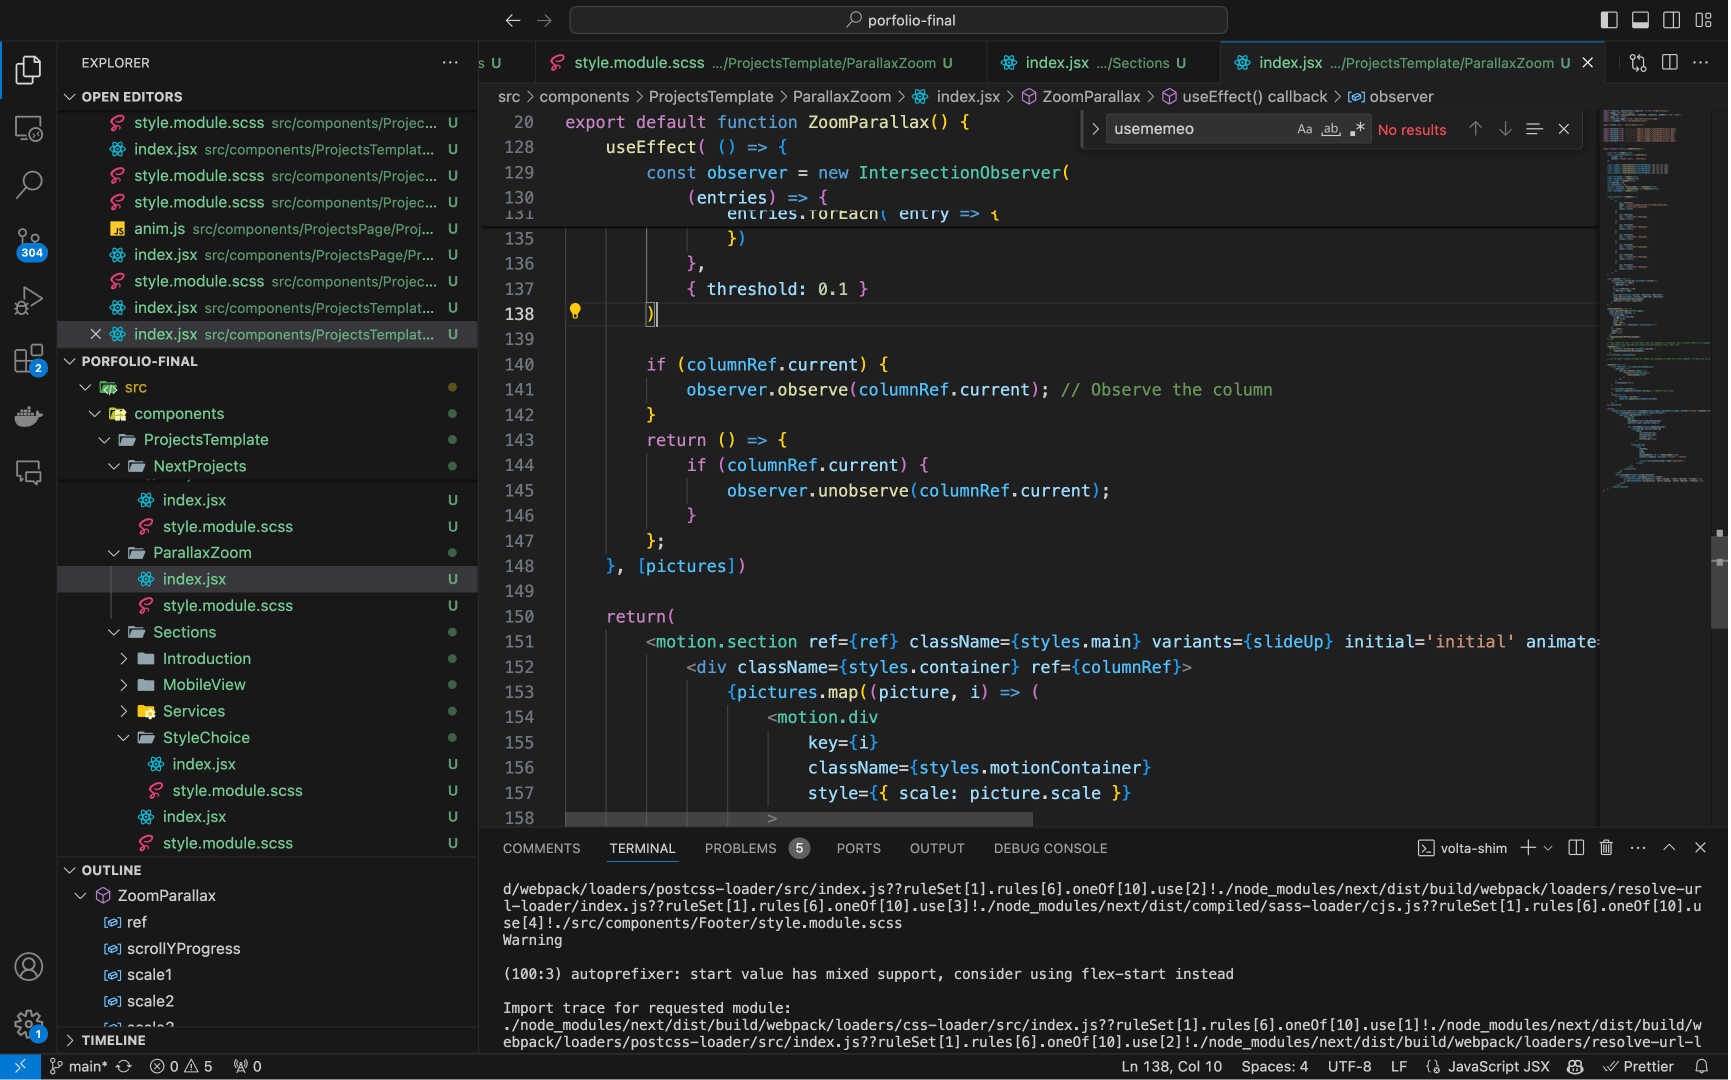 porfolio-final
EXPLORER
OPEN EDITORS
style.module.scss src/components/Projec... U
index.jsx src/components/ProjectsTemplat... U
style.module.scss src/components/Projec... U
style.module.scss src/components/Projec... U
anim.js src/components/ProjectsPage/Proj... U
index.jsx src/components/ProjectsPage/Pr... U
style.module.scss src/components/Projec... U
index.jsx src/components/ProjectsTemplat... U
index.jsx src/components/ProjectsTemplat... U
PORFOLIO-FINAL
src
components
ProjectsTemplate
NextProjects
index.jsx U
style.module.scss U
ParallaxZoom
index.jsx U
style.module.scss U
Sections
Introduction
MobileView
Services
StyleChoice
index.jsx U
style.module.scss U
index.jsx U
style.module.scss U
OUTLINE
ZoomParallax
ref
scrollYProgress
scale1
scale2
TIMELINE
304
2
1
s U
style.module.scss .../ProjectsTemplate/ParallaxZoom U
index.jsx .../Sections U
index.jsx .../ProjectsTemplate/ParallaxZoom U
src > components > ProjectsTemplate > ParallaxZoom > index.jsx > ZoomParallax > useEffect() callback > observer
usememeo Aa ab .* No results
20 export default function ZoomParallax() {
128 useEffect( () => {
129 const observer = new IntersectionObserver(
130 (entries) => {
131 entries.forEach( entry => {
135 })
136 },
137 { threshold: 0.1 }
138 )
139
140 if (columnRef.current) {
141 observer.observe(columnRef.current); // Observe the column
142 }
143 return () => {
144 if (columnRef.current) {
145 observer.unobserve(columnRef.current);
146 }
147 };
148 }, [pictures])
149
150 return(
151 <motion.section ref={ref} className={styles.main} variants={slideUp} initial='initial' animate=
152 <div className={styles.container} ref={columnRef}>
153 {pictures.map((picture, i) => (
154 <motion.div
155 key={i}
156 className={styles.motionContainer}
157 style={{ scale: picture.scale }}
158 >
COMMENTS TERMINAL PROBLEMS 5 PORTS OUTPUT DEBUG CONSOLE
volta-shim
d/webpack/loaders/postcss-loader/src/index.js??ruleSet[1].rules[6].oneOf[10].use[2]!./node_modules/next/dist/build/webpack/loaders/resolve-ur
l-loader/index.js??ruleSet[1].rules[6].oneOf[10].use[3]!./node_modules/next/dist/compiled/sass-loader/cjs.js??ruleSet[1].rules[6].oneOf[10].u
se[4]!./src/components/Footer/style.module.scss
Warning
(100:3) autoprefixer: start value has mixed support, consider using flex-start instead
Import trace for requested module:
./node_modules/next/dist/build/webpack/loaders/css-loader/src/index.js??ruleSet[1].rules[6].oneOf[10].use[1]!./node_modules/next/dist/build/w
ebpack/loaders/postcss-loader/src/index.js??ruleSet[1].rules[6].oneOf[10].use[2]!./node_modules/next/dist/build/webpack/loaders/resolve-url-l
main* 0 5 0
Ln 138, Col 10 Spaces: 4 UTF-8 LF JavaScript JSX Prettier